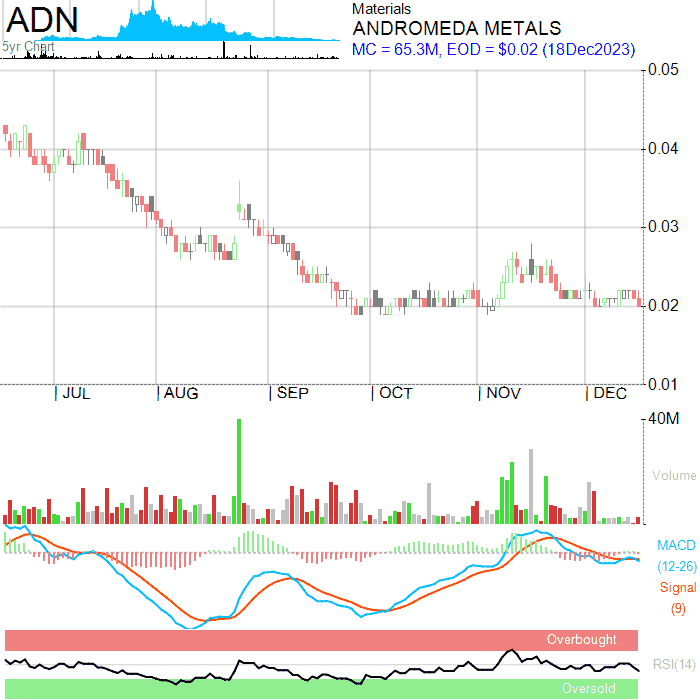 ADN
5yr Chart
Materials
ANDROMEDA METALS
MC = 65.3M, EOD = $0.02 (18Dec2023)
0.05
0.04
0.03
0.02
0.01
JUL AUG SEP OCT NOV DEC
40M
Volume
MACD
(12-26)
Signal
(9)
Overbought
RSI(14)
Oversold